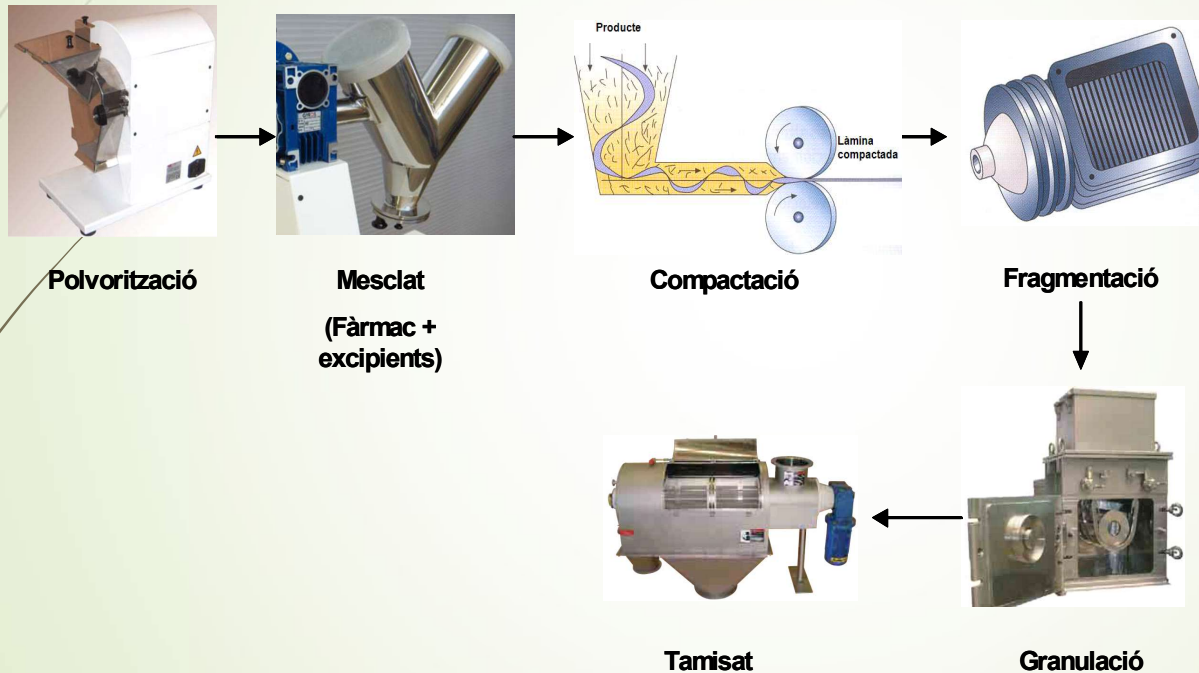 Producte
Làmina
compactada
Polvorització
Mesclat
(Fàrmac +
excipients)
Compactació
Fragmentació
Tamisat
Granulació